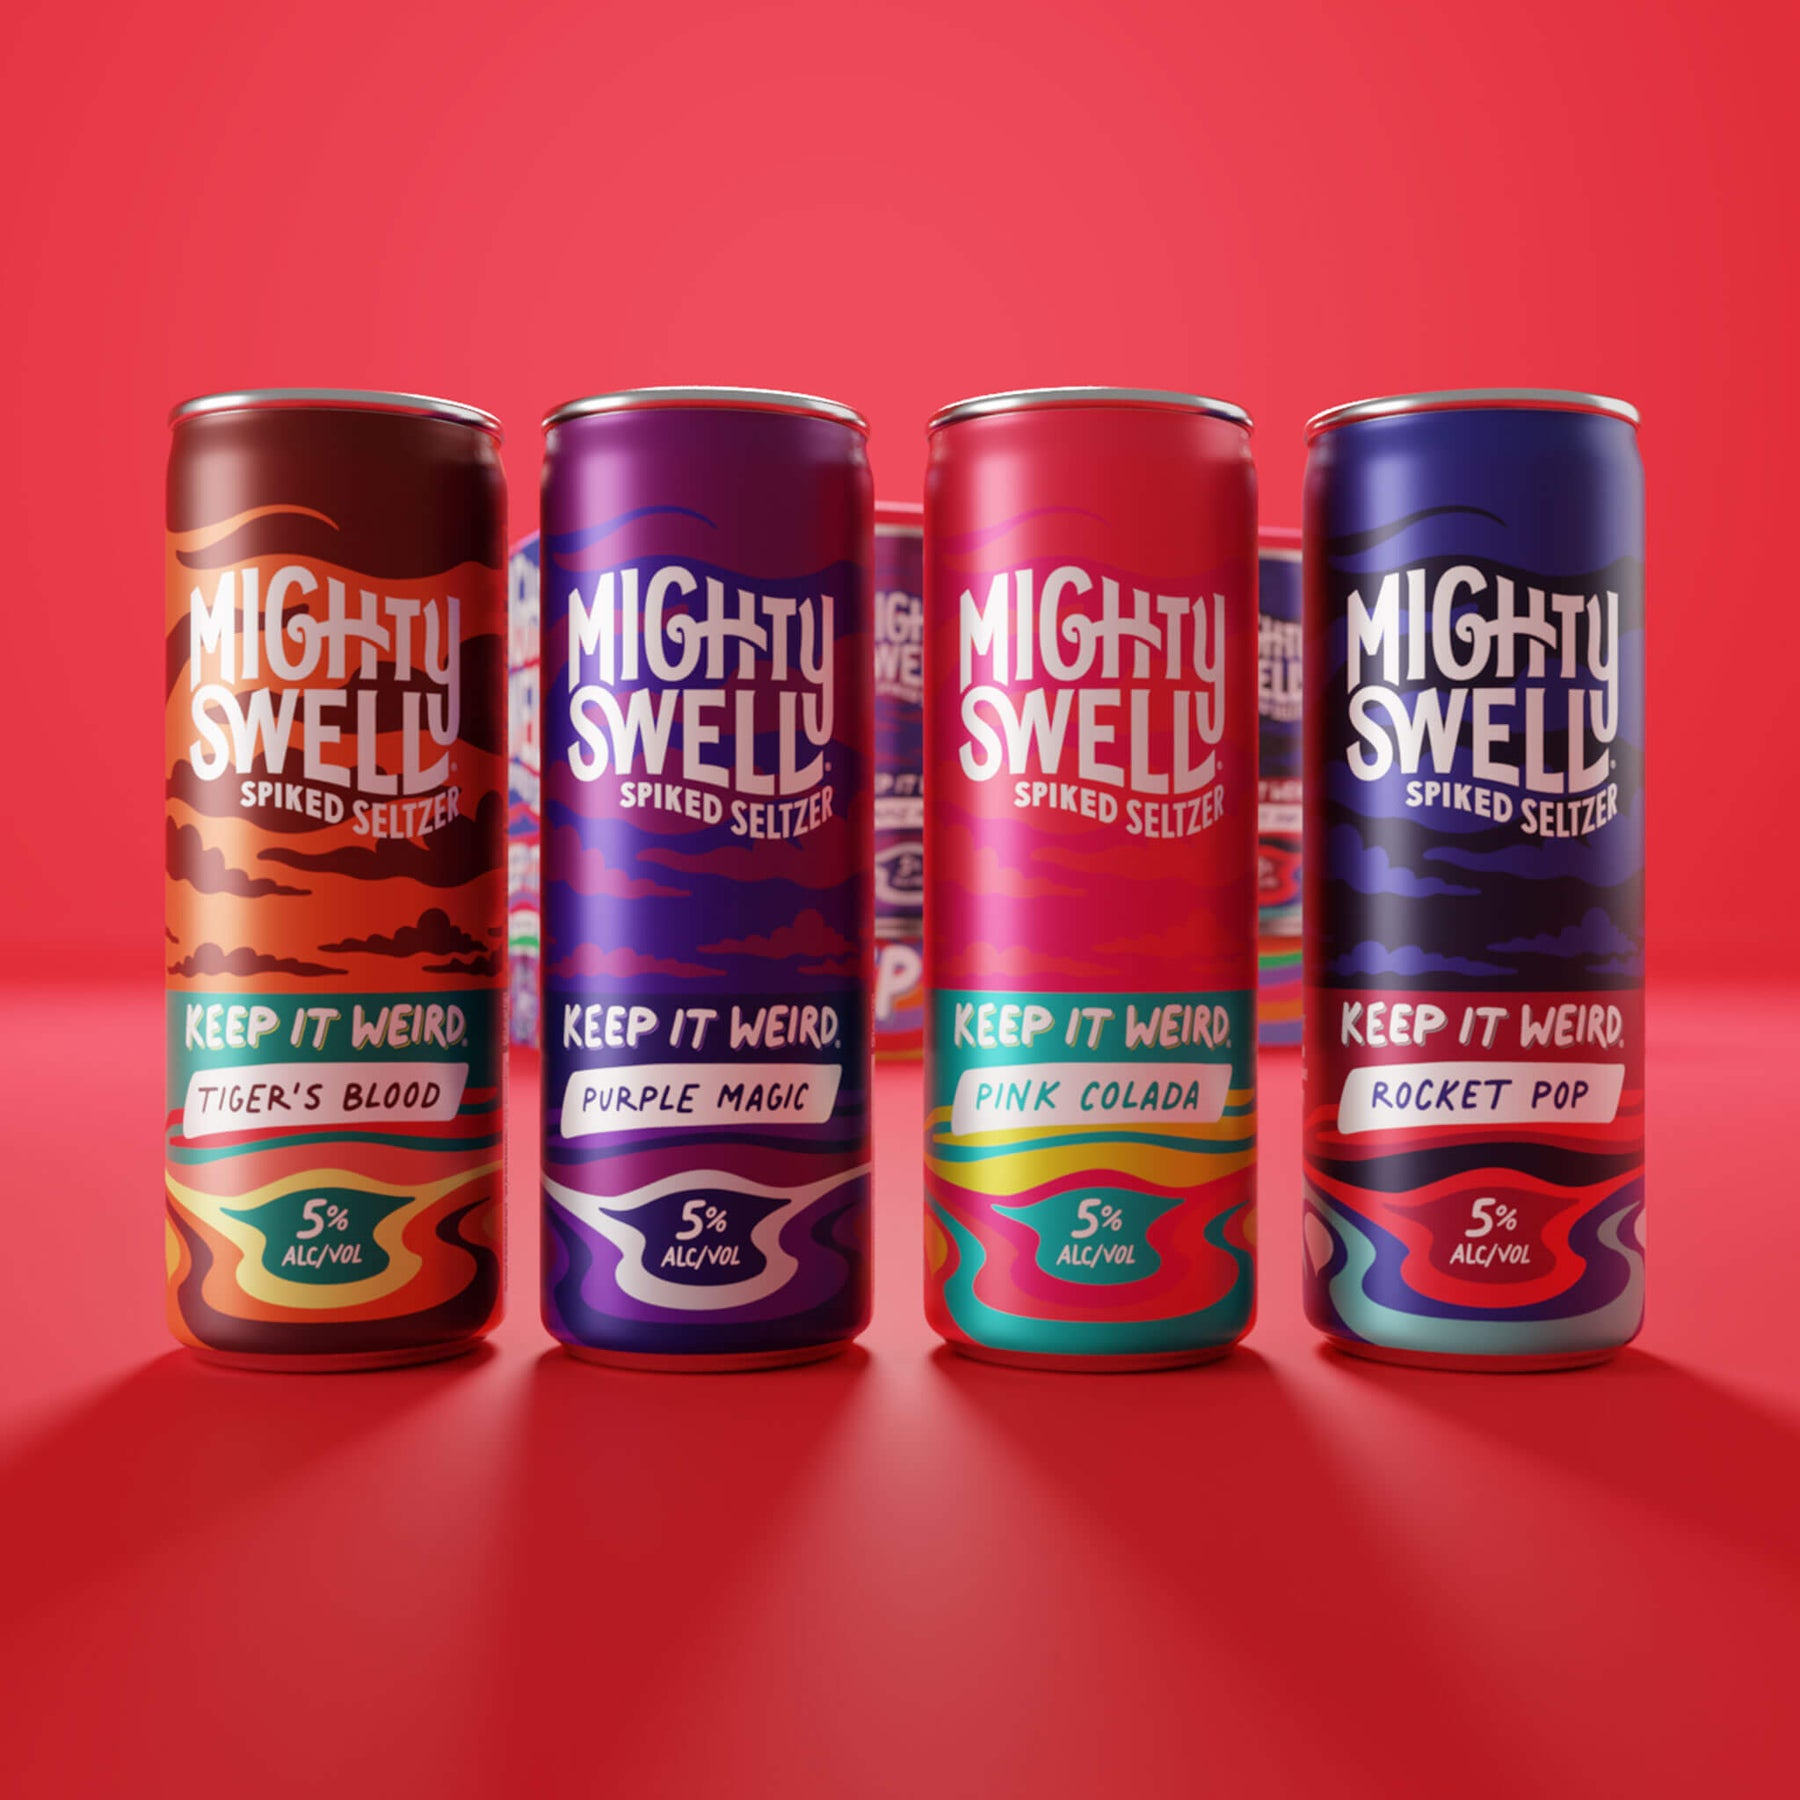 MIGHTY
SWELL
SPIKED SELTZER
KEEP IT WEIRD.
TIGER'S BLOOD
5%
ALC/VOL
MIGHTY
SWELL
SPIKED SELTZER
KEEP IT WEIRD.
PURPLE MAGIC
5%
ALC/VOL
MIGHTY
SWELL
SPIKED SELTZER
KEEP IT WEIRD.
PINK COLADA
5%
ALC/VOL
MIGHTY
SWELL
SPIKED SELTZER
KEEP IT WEIRD.
ROCKET POP
5%
ALC/VOL